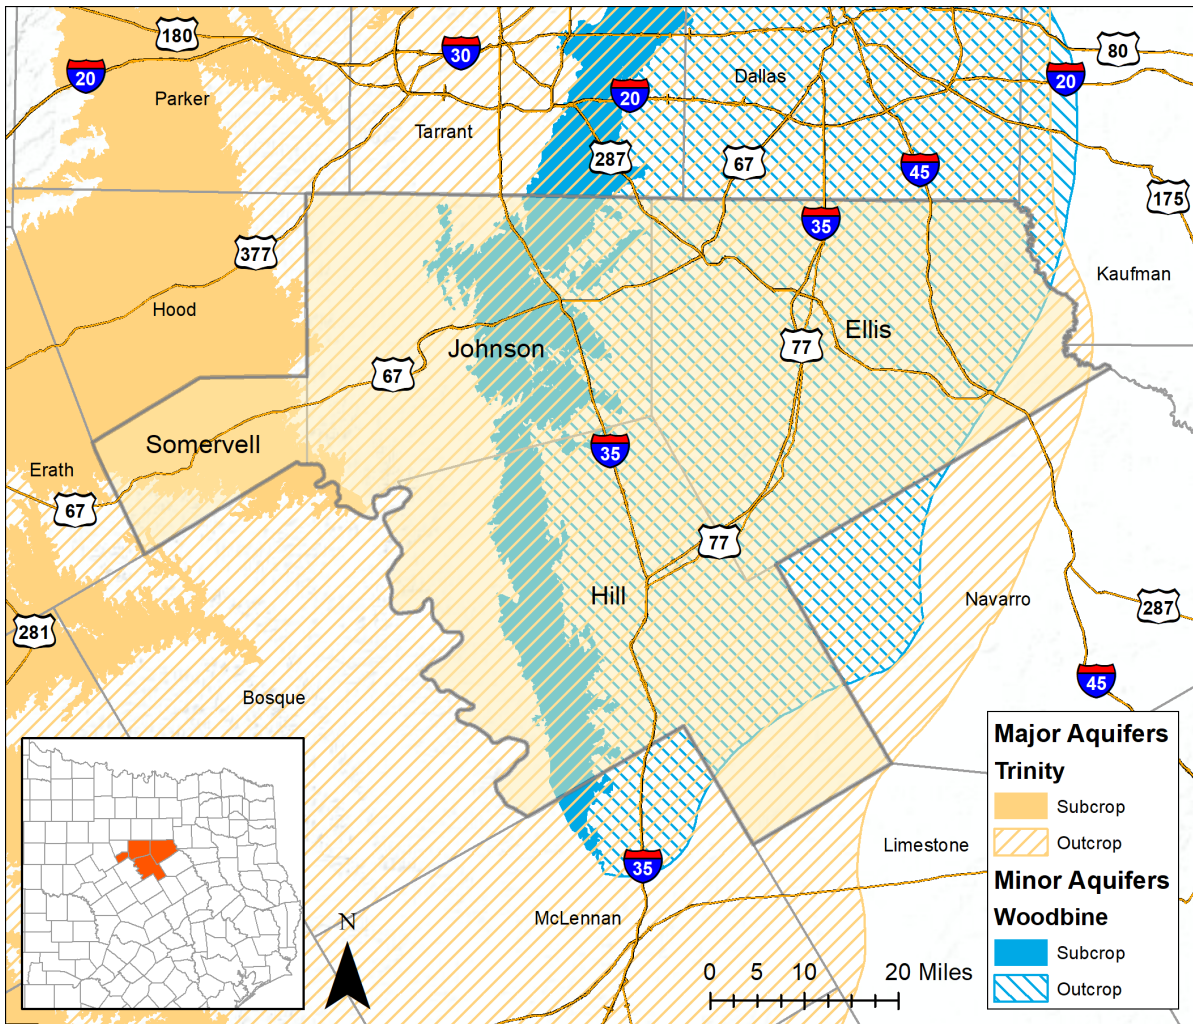 180
30
80
20
20
20
Dallas
Parker
Tarrant
287
67
45
175
35
377
Kaufman
Hood
Ellis
Johnson
77
67
Somervell
35
Erath
67
77
Hill
Navarro
287
281
45
Bosque
Major Aquifers
Trinity
Subcrop
Outcrop
Limestone
35
Minor Aquifers
Woodbine
Subcrop
Outcrop
McLennan
N
0 5 10 20 Miles